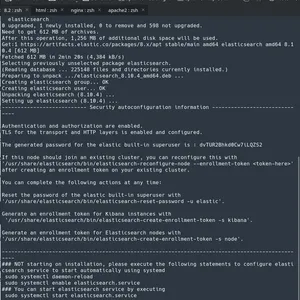 8.2 : zsh html : zsh nginx : zsh apache2 : zsh
elasticsearch
0 upgraded, 1 newly installed, 0 to remove and 508 not upgraded.
Need to get 612 MB of archives.
After this operation, 1,256 MB of additional disk space will be used.
Get:1 https://artifacts.elastic.co/packages/8.x/apt stable/main amd64 elasticsearch amd64 8.1
0.4 [612 MB]
Fetched 612 MB in 2min 20s (4,384 kB/s)
Selecting previously unselected package elasticsearch.
(Reading database ... 225148 files and directories currently installed.)
Preparing to unpack .../elasticsearch_8.10.4_amd64.deb ...
Creating elasticsearch group... OK
Creating elasticsearch user... OK
Unpacking elasticsearch (8.10.4) ...
Setting up elasticsearch (8.10.4) ...
--------------------------- Security autoconfiguration information ---------------------
----
Authentication and authorization are enabled.
TLS for the transport and HTTP layers is enabled and configured.
The generated password for the elastic built-in superuser is :
If this node should join an existing cluster, you can reconfigure this with
'/usr/share/elasticsearch/bin/elasticsearch-reconfigure-node --enrollment-token <token-here>'
after creating an enrollment token on your existing cluster.
You can complete the following actions at any time:
Reset the password of the elastic built-in superuser with
'/usr/share/elasticsearch/bin/elasticsearch-reset-password -u elastic'.
Generate an enrollment token for Kibana instances with
'/usr/share/elasticsearch/bin/elasticsearch-create-enrollment-token -s kibana'.
Generate an enrollment token for Elasticsearch nodes with
'/usr/share/elasticsearch/bin/elasticsearch-create-enrollment-token -s node'.
----------------------------------------------------------------------------------------
----
### NOT starting on installation, please execute the following statements to configure elasti
csearch service to start automatically using systemd
sudo systemctl daemon-reload
sudo systemctl enable elasticsearch.service
### You can start elasticsearch service by executing
sudo systemctl start elasticsearch.service